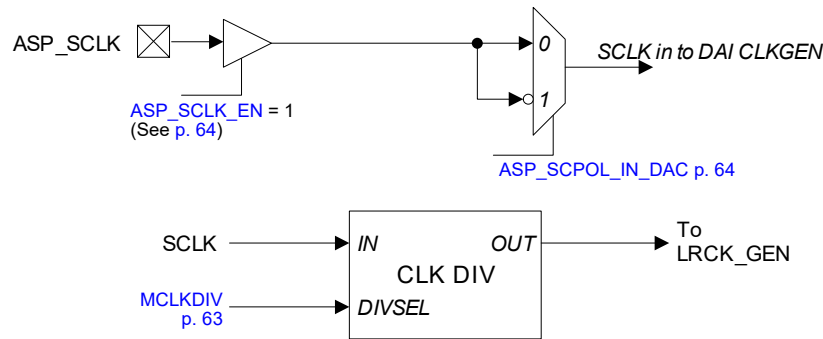 ASP_SCLK
0
1
SCLK in to DAI CLKGEN
ASP_SCLK_EN = 1
(See p. 64)
ASP_SCPOL_IN_DAC p. 64
SCLK
IN
OUT
To
LRCK_GEN
CLK DIV
MCLKDIV
p. 63
DIVSEL